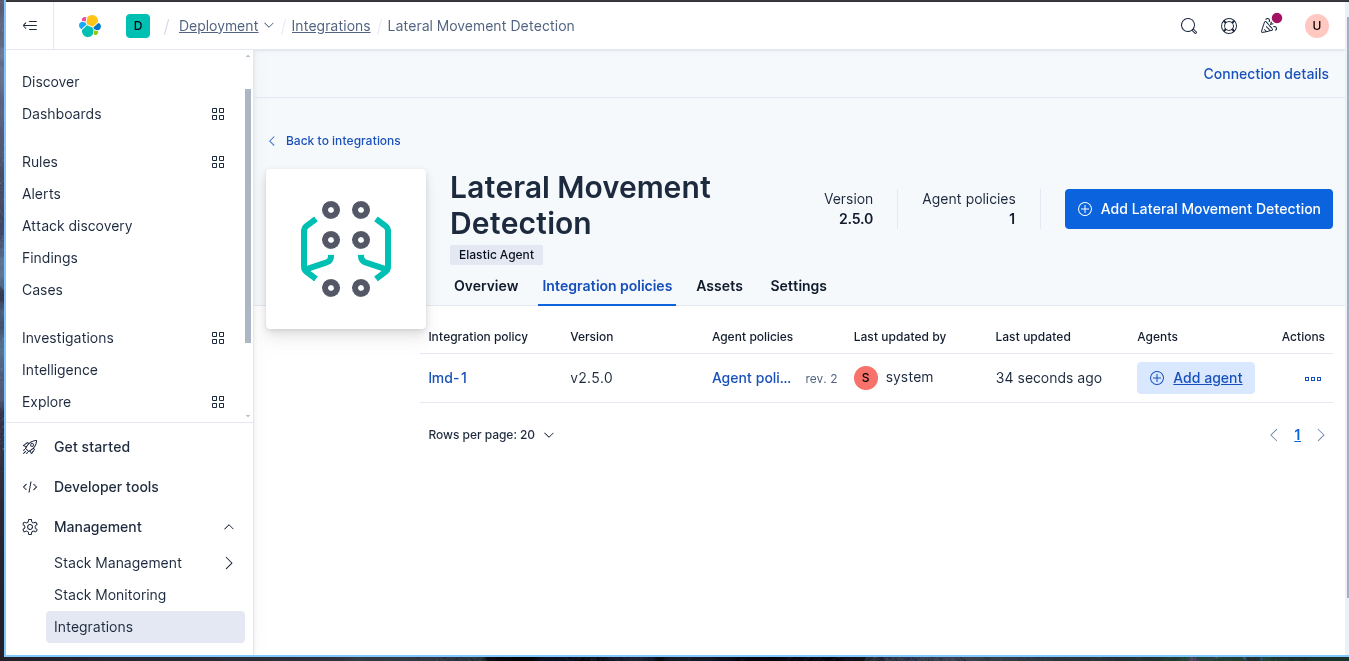 D / Deployment / Integrations / Lateral Movement Detection U
Connection details
Discover
Dashboards
Rules
Alerts
Attack discovery
Findings
Cases
Investigations
Intelligence
Explore
Get started
Developer tools
Management
Stack Management
Stack Monitoring
Integrations
Back to integrations
Lateral Movement
Detection
Elastic Agent
Version
2.5.0
Agent policies
1
Add Lateral Movement Detection
Overview Integration policies Assets Settings
Integration policy Version Agent policies Last updated by Last updated Agents Actions
lmd-1 v2.5.0 Agent poli... rev. 2 S system 34 seconds ago Add agent
Rows per page: 20 1